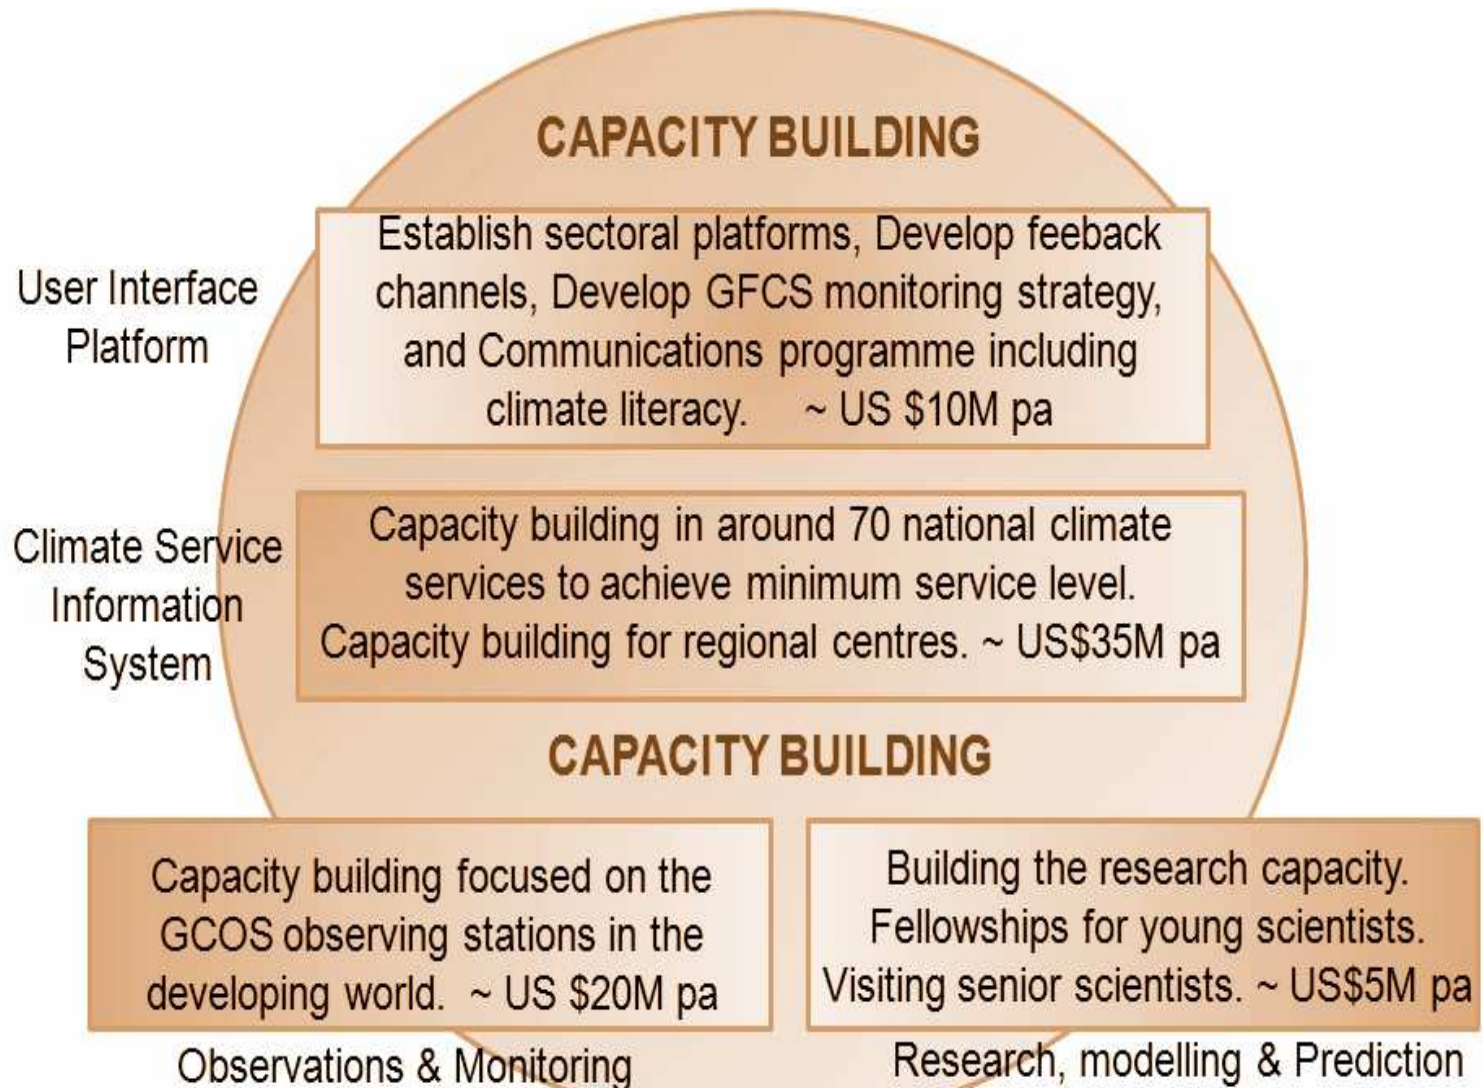 CAPACITY BUILDING
Establish sectoral platforms, Develop feeback
channels, Develop GFCS monitoring strategy,
and Communications programme including
climate literacy. ~ US $10M pa
User Interface
Platform
Capacity building in around 70 national climate
services to achieve minimum service level.
Capacity building for regional centres. ~ US$35M pa
Climate Service
Information
System
CAPACITY BUILDING
Capacity building focused on the
GCOS observing stations in the
developing world. ~ US $20M pa
Observations & Monitoring
Building the research capacity.
Fellowships for young scientists.
Visiting senior scientists. ~ US$5M pa
Research, modelling & Prediction